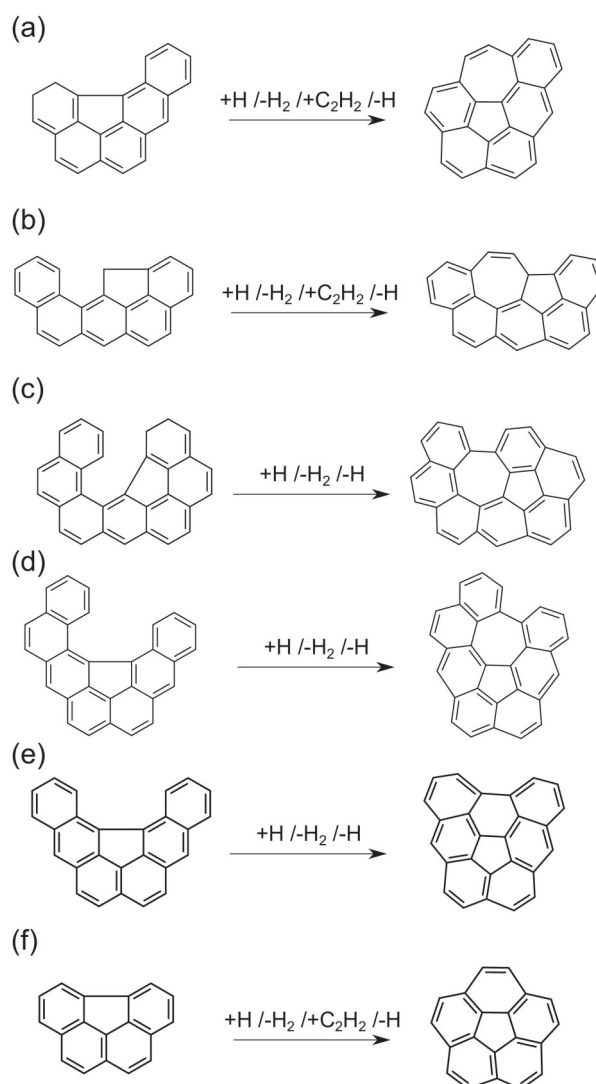 (a)
+H /-H₂ /+C₂H₂ /-H
(b)
+H /-H₂ /+C₂H₂ /-H
(c)
+H /-H₂ /-H
(d)
+H /-H₂ /-H
(e)
+H /-H₂ /-H
(f)
+H /-H₂ /+C₂H₂ /-H